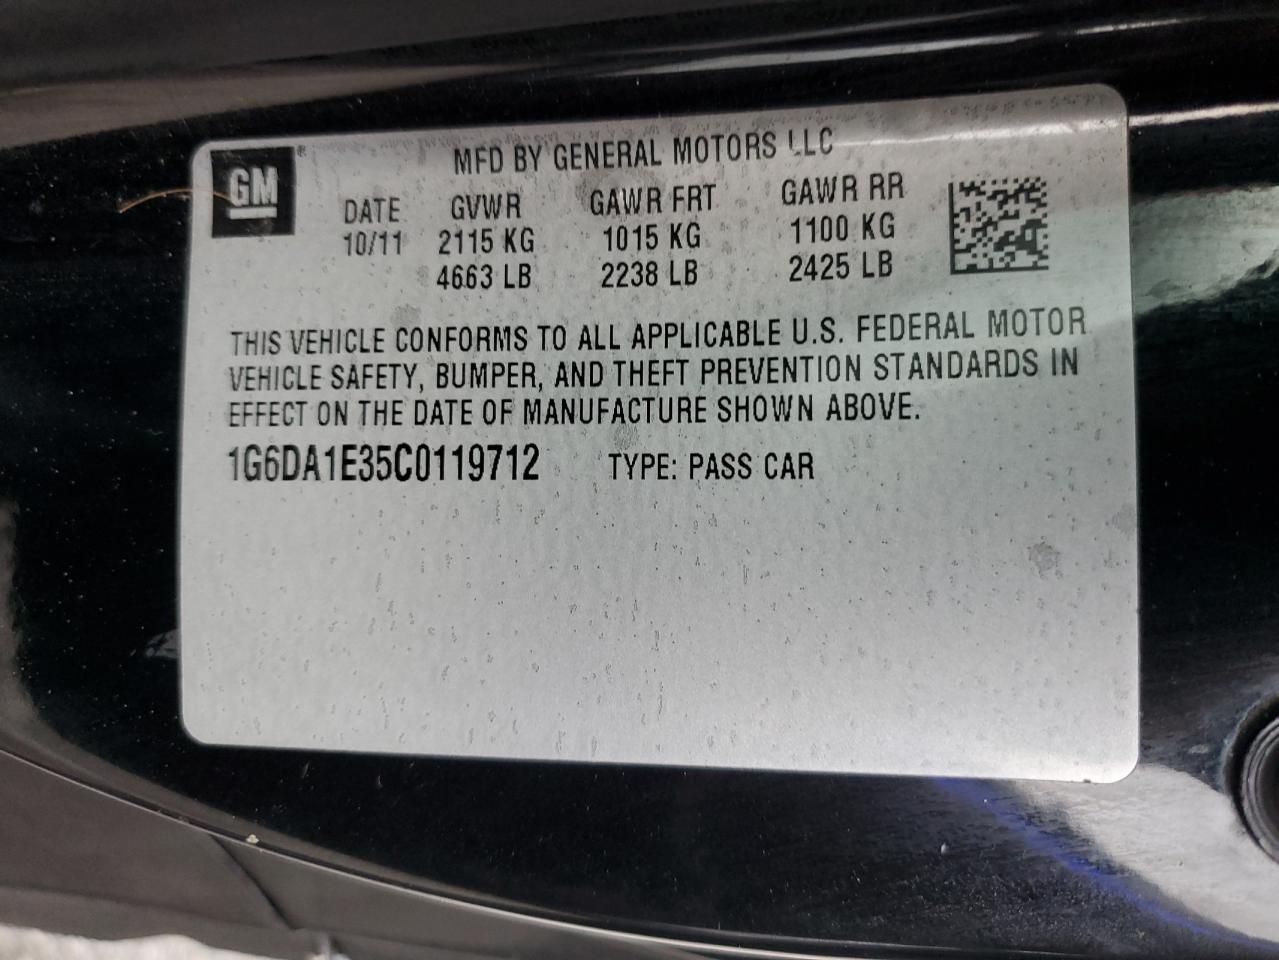 GM
MFD BY GENERAL MOTORS LLC
DATE GVWR GAWR FRT GAWR RR
10/11 2115 KG 1015 KG 1100 KG
4663 LB 2238 LB 2425 LB
THIS VEHICLE CONFORMS TO ALL APPLICABLE U.S. FEDERAL MOTOR
VEHICLE SAFETY, BUMPER, AND THEFT PREVENTION STANDARDS IN
EFFECT ON THE DATE OF MANUFACTURE SHOWN ABOVE.
1G6DA1E35C0119712 TYPE: PASS CAR